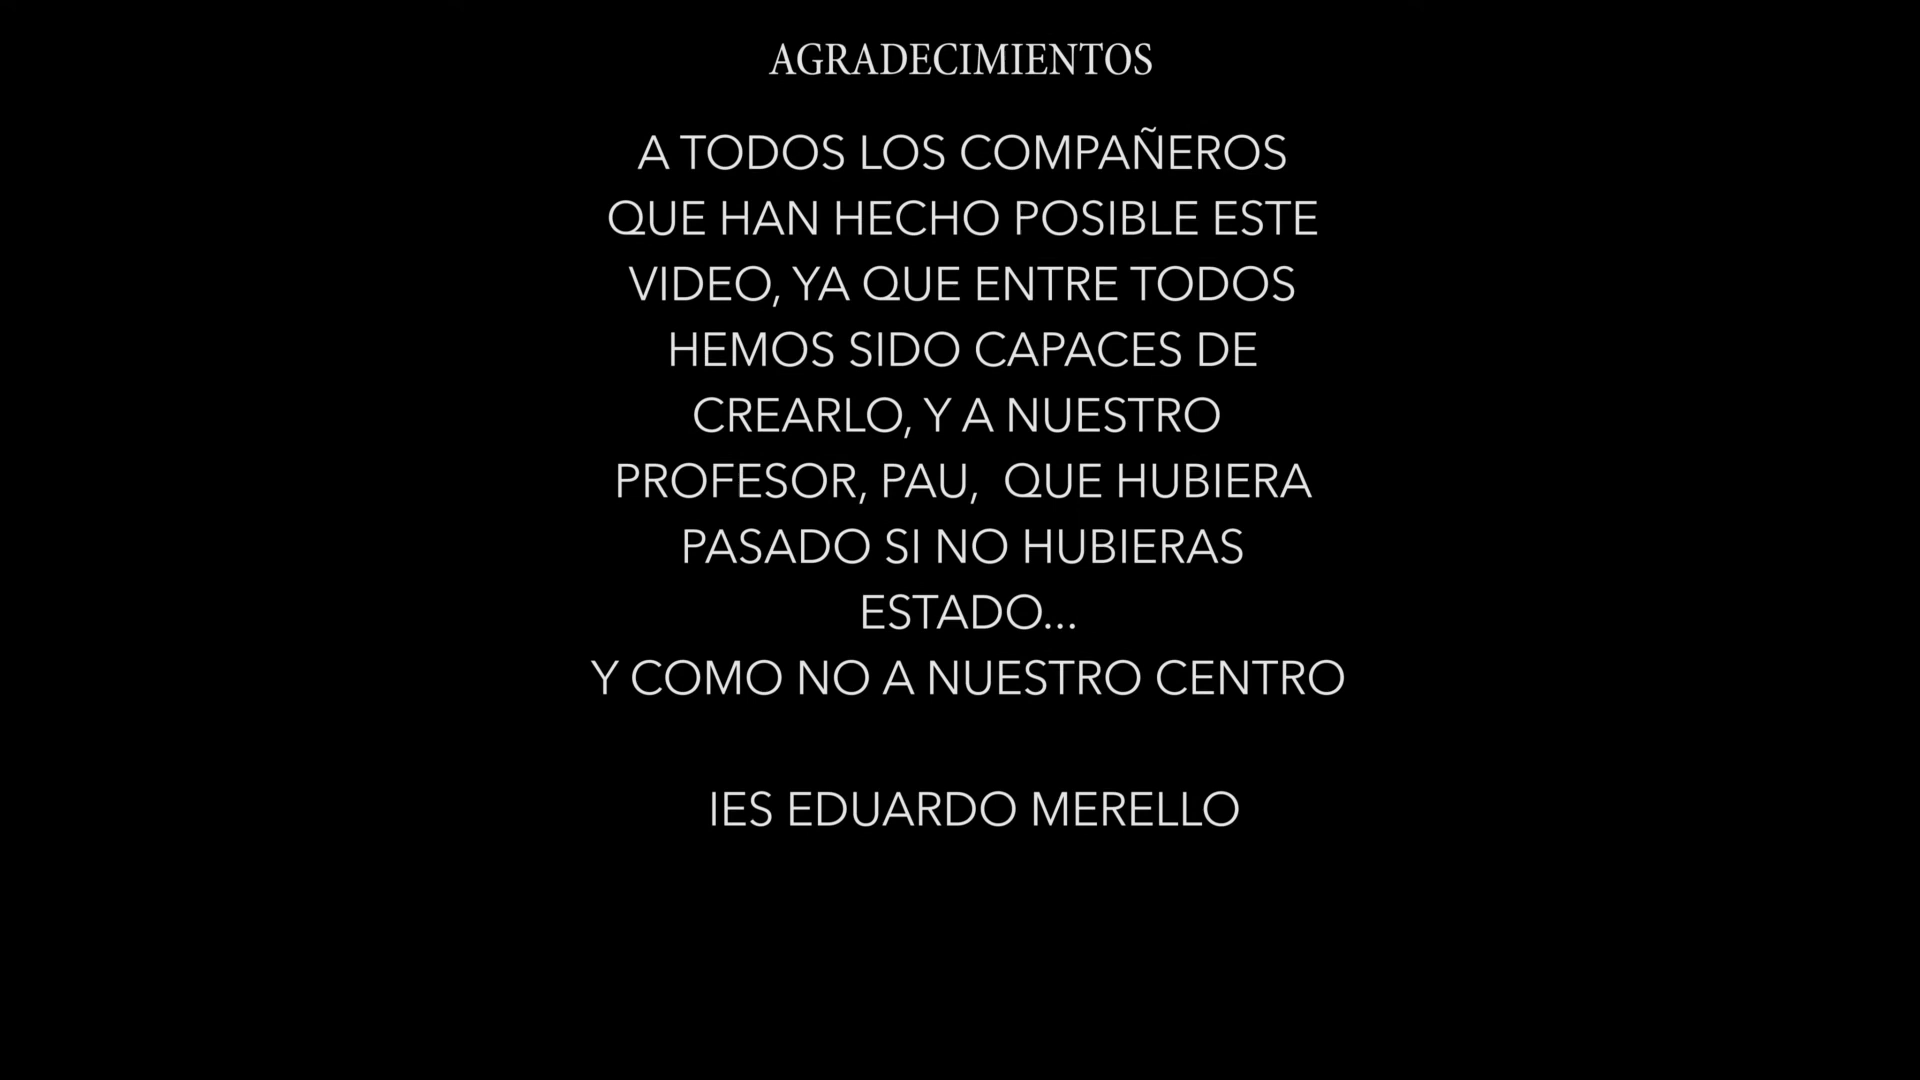 AGRADECIMIENTOS
A TODOS LOS COMPAÑEROS
QUE HAN HECHO POSIBLE ESTE
VIDEO, YA QUE ENTRE TODOS
HEMOS SIDO CAPACES DE
CREARLO, Y A NUESTRO
PROFESOR, PAU,  QUE HUBIERA
PASADO SI NO HUBIERAS
ESTADO...
Y COMO NO A NUESTRO CENTRO
IES EDUARDO MERELLO